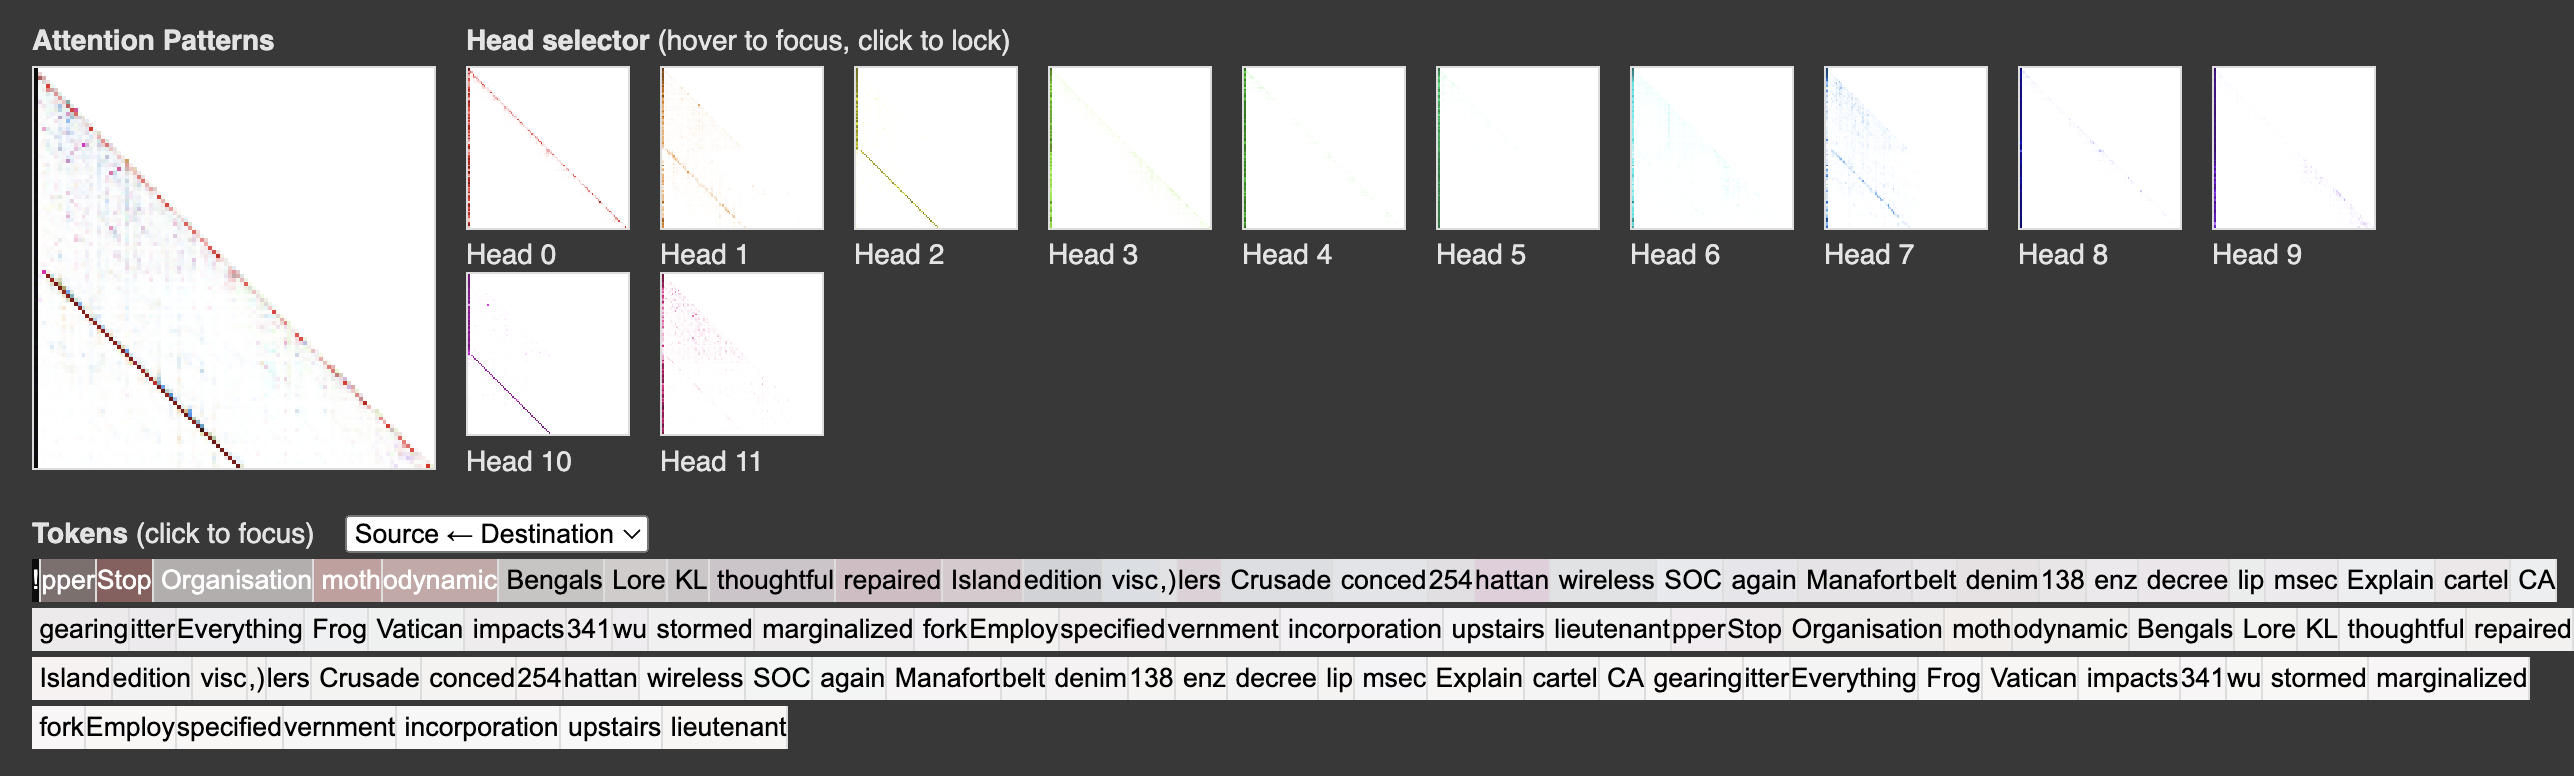 Attention Patterns
Head selector (hover to focus, click to lock)
Head 0 Head 1 Head 2 Head 3 Head 4 Head 5 Head 6 Head 7 Head 8 Head 9
Head 10 Head 11
Tokens (click to focus) Source ← Destination
!pperStop Organisation mothodynamic Bengals Lore KL thoughtful repaired Islandedition visc,)lers Crusade conced254hattan wireless SOC again Manafortbelt denim138 enz decree lip msec Explain cartel CA
gearingitterEverything Frog Vatican impacts341wu stormed marginalized forkEmployspecifiedvernment incorporation upstairs lieutenantpperStop Organisation mothodynamic Bengals Lore KL thoughtful repaired
Islandedition visc,)lers Crusade conced254hattan wireless SOC again Manafortbelt denim138 enz decree lip msec Explain cartel CA gearingitterEverything Frog Vatican impacts341wu stormed marginalized
forkEmployspecifiedvernment incorporation upstairs lieutenant